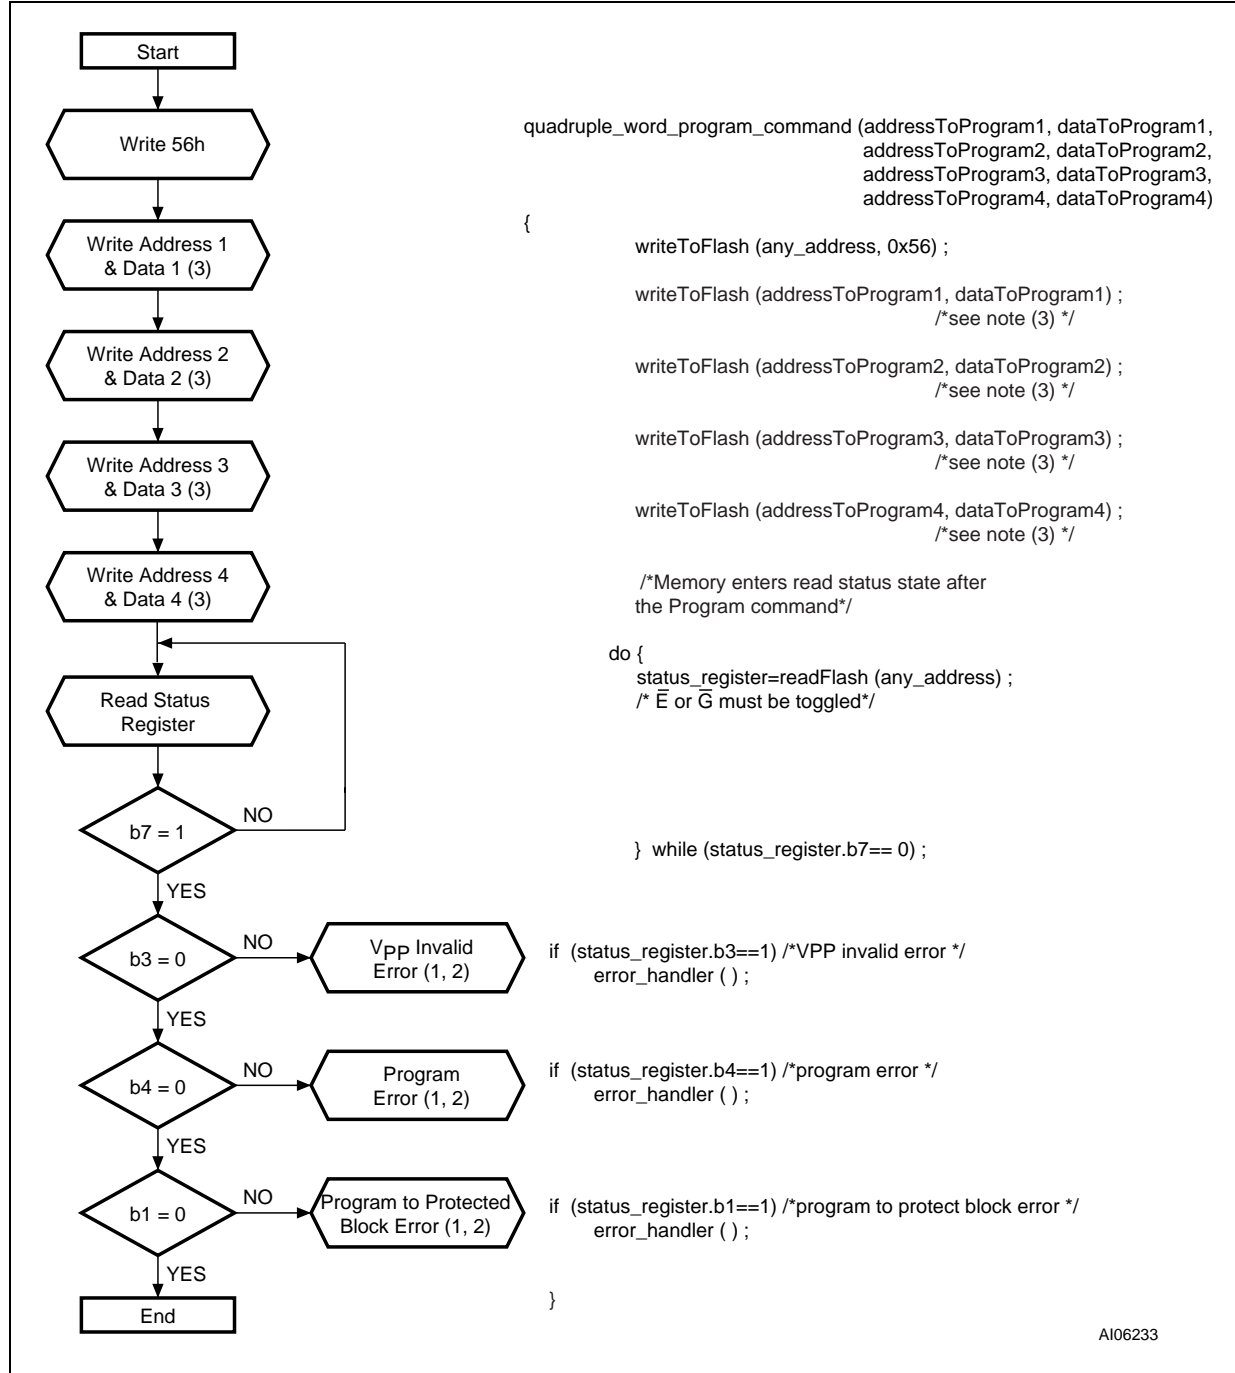 Start
Write 56h
Write Address 1
& Data 1 (3)
Write Address 2
& Data 2 (3)
Write Address 3
& Data 3 (3)
Write Address 4
& Data 4 (3)
Read Status
Register
b7 = 1
NO
YES
b3 = 0
NO
VPP Invalid
Error (1, 2)
YES
b4 = 0
NO
Program
Error (1, 2)
YES
b1 = 0
NO
Program to Protected
Block Error (1, 2)
YES
End
quadruple_word_program_command (addressToProgram1, dataToProgram1,
addressToProgram2, dataToProgram2,
addressToProgram3, dataToProgram3,
addressToProgram4, dataToProgram4)
{
writeToFlash (any_address, 0x56) ;
writeToFlash (addressToProgram1, dataToProgram1) ;
/*see note (3) */
writeToFlash (addressToProgram2, dataToProgram2) ;
/*see note (3) */
writeToFlash (addressToProgram3, dataToProgram3) ;
/*see note (3) */
writeToFlash (addressToProgram4, dataToProgram4) ;
/*see note (3) */
/*Memory enters read status state after
the Program command*/
do {
status_register=readFlash (any_address) ;
/* E̅ or G̅ must be toggled*/
} while (status_register.b7== 0) ;
if (status_register.b3==1) /*VPP invalid error */
error_handler ( ) ;
if (status_register.b4==1) /*program error */
error_handler ( ) ;
if (status_register.b1==1) /*program to protect block error */
error_handler ( ) ;
}
AI06233